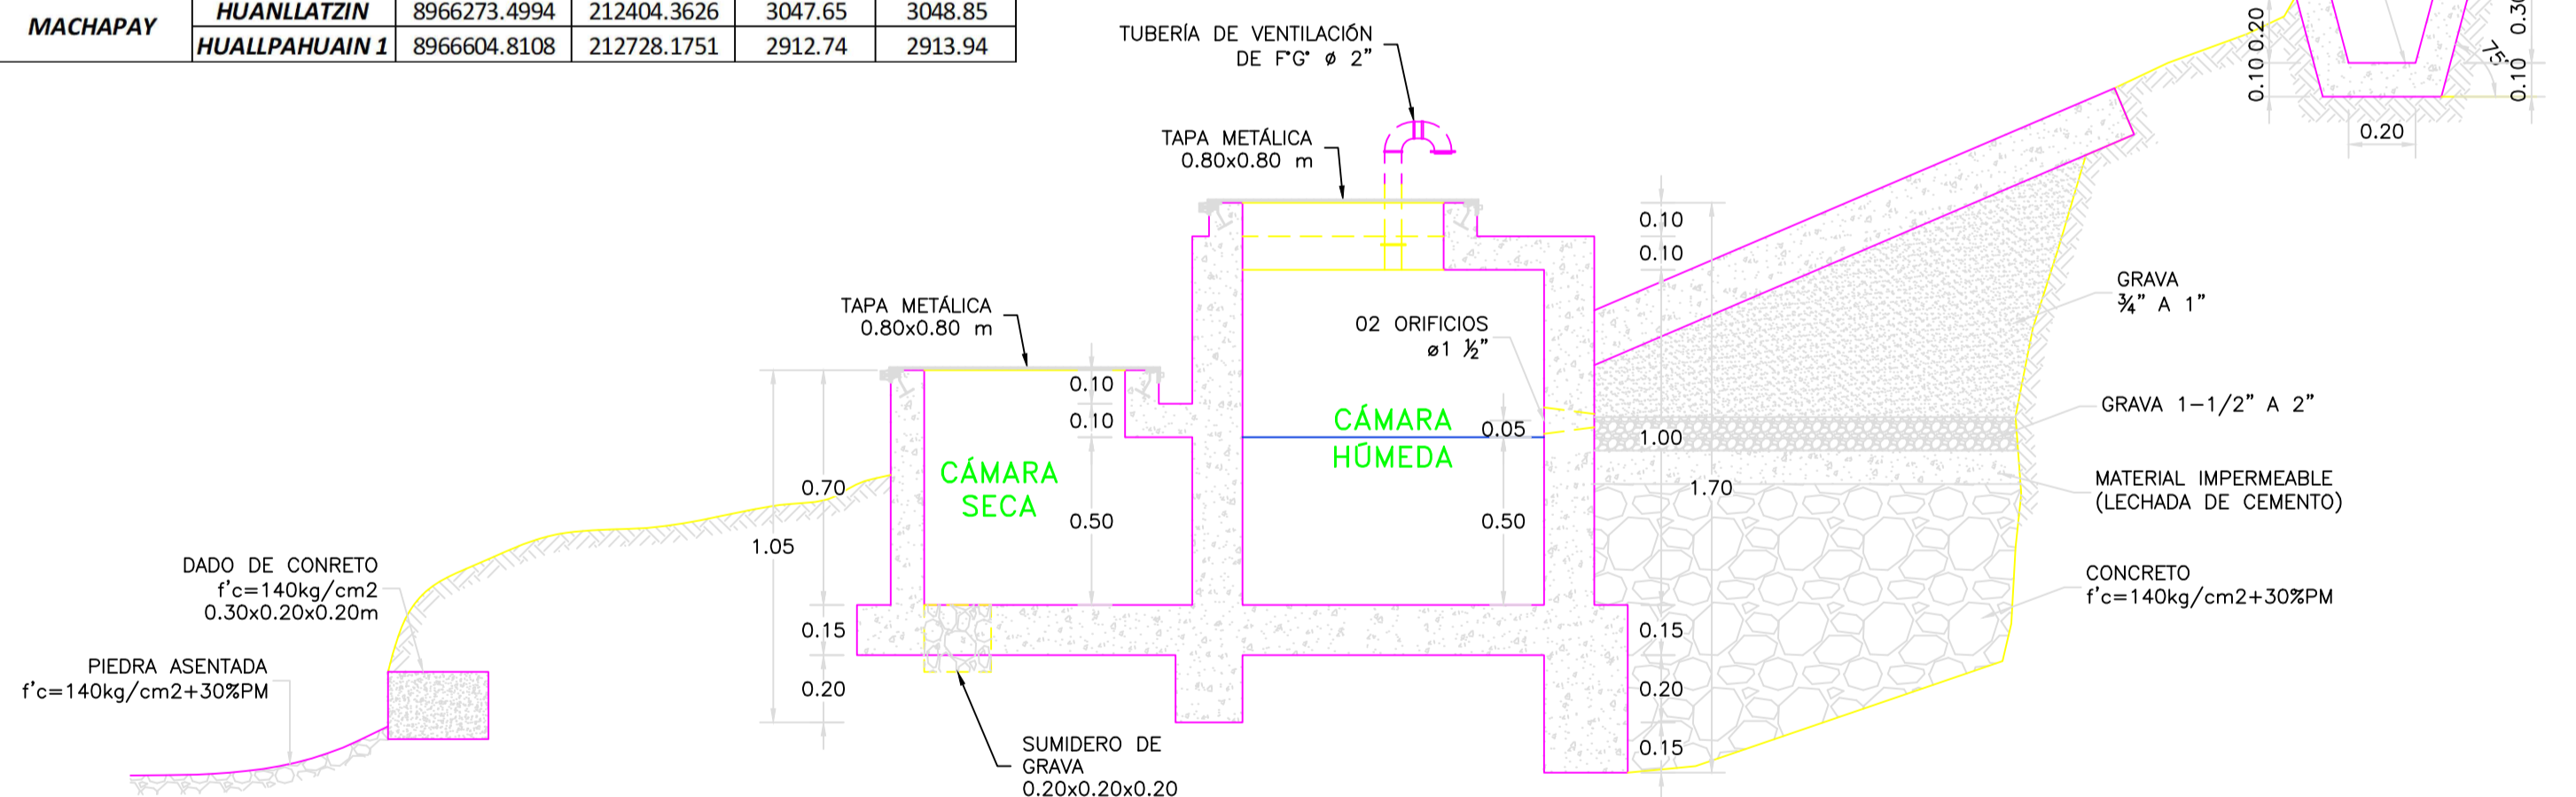 MACHAPAY
HUANLLATZIN 8966273.4994 212404.3626 3047.65 3048.85
HUALLPAHUAIN 1 8966604.8108 212728.1751 2912.74 2913.94
TUBERÍA DE VENTILACIÓN
DE F°G° ø 2"
TAPA METÁLICA
0.80x0.80 m
TAPA METÁLICA
0.80x0.80 m
02 ORIFICIOS
ø1 ½"
CÁMARA
HÚMEDA
CÁMARA
SECA
0.10
0.10
0.50
0.05
0.50
0.70
1.05
0.15
0.20
0.10
0.10
1.00
1.70
0.15
0.20
0.15
DADO DE CONRETO
f'c=140kg/cm2
0.30x0.20x0.20m
PIEDRA ASENTADA
f'c=140kg/cm2+30%PM
SUMIDERO DE
GRAVA
0.20x0.20x0.20
GRAVA
¾" A 1"
GRAVA 1-1/2" A 2"
MATERIAL IMPERMEABLE
(LECHADA DE CEMENTO)
CONCRETO
f'c=140kg/cm2+30%PM
0.20
0.10
0.20
75°
0.30
0.10